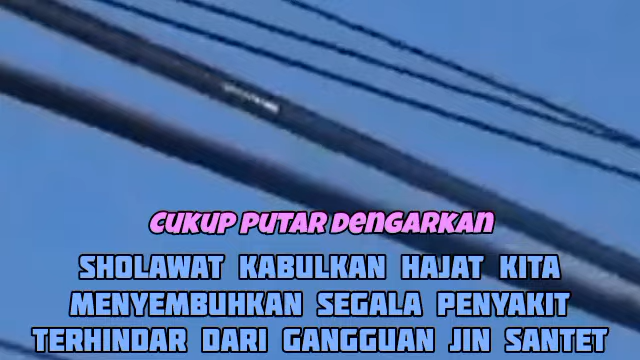 CUKUP PUTAR DENGARKAN
SHOLAWAT KABULKAN HAJAT KITA
MENYEMBUHKAN SEGALA PENYAKIT
TERHINDAR DARI GANGGUAN JIN SANTET